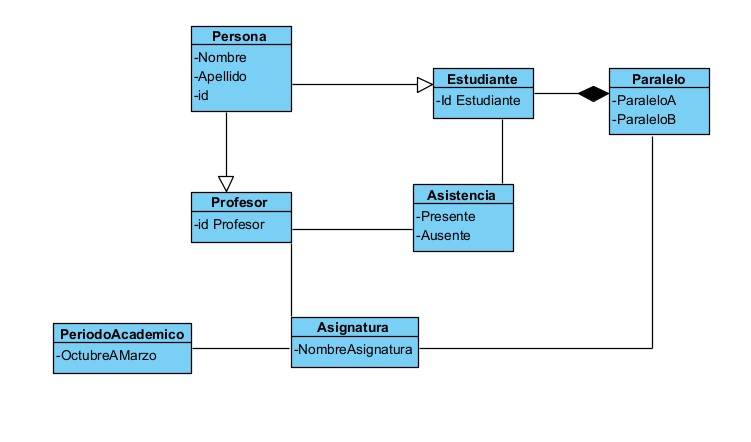 Persona
-Nombre
-Apellido
-id
Estudiante
-Id Estudiante
Paralelo
-ParaleloA
-ParaleloB
Profesor
-id Profesor
Asistencia
-Presente
-Ausente
PeriodoAcademico
-OctubreAMarzo
Asignatura
-NombreAsignatura